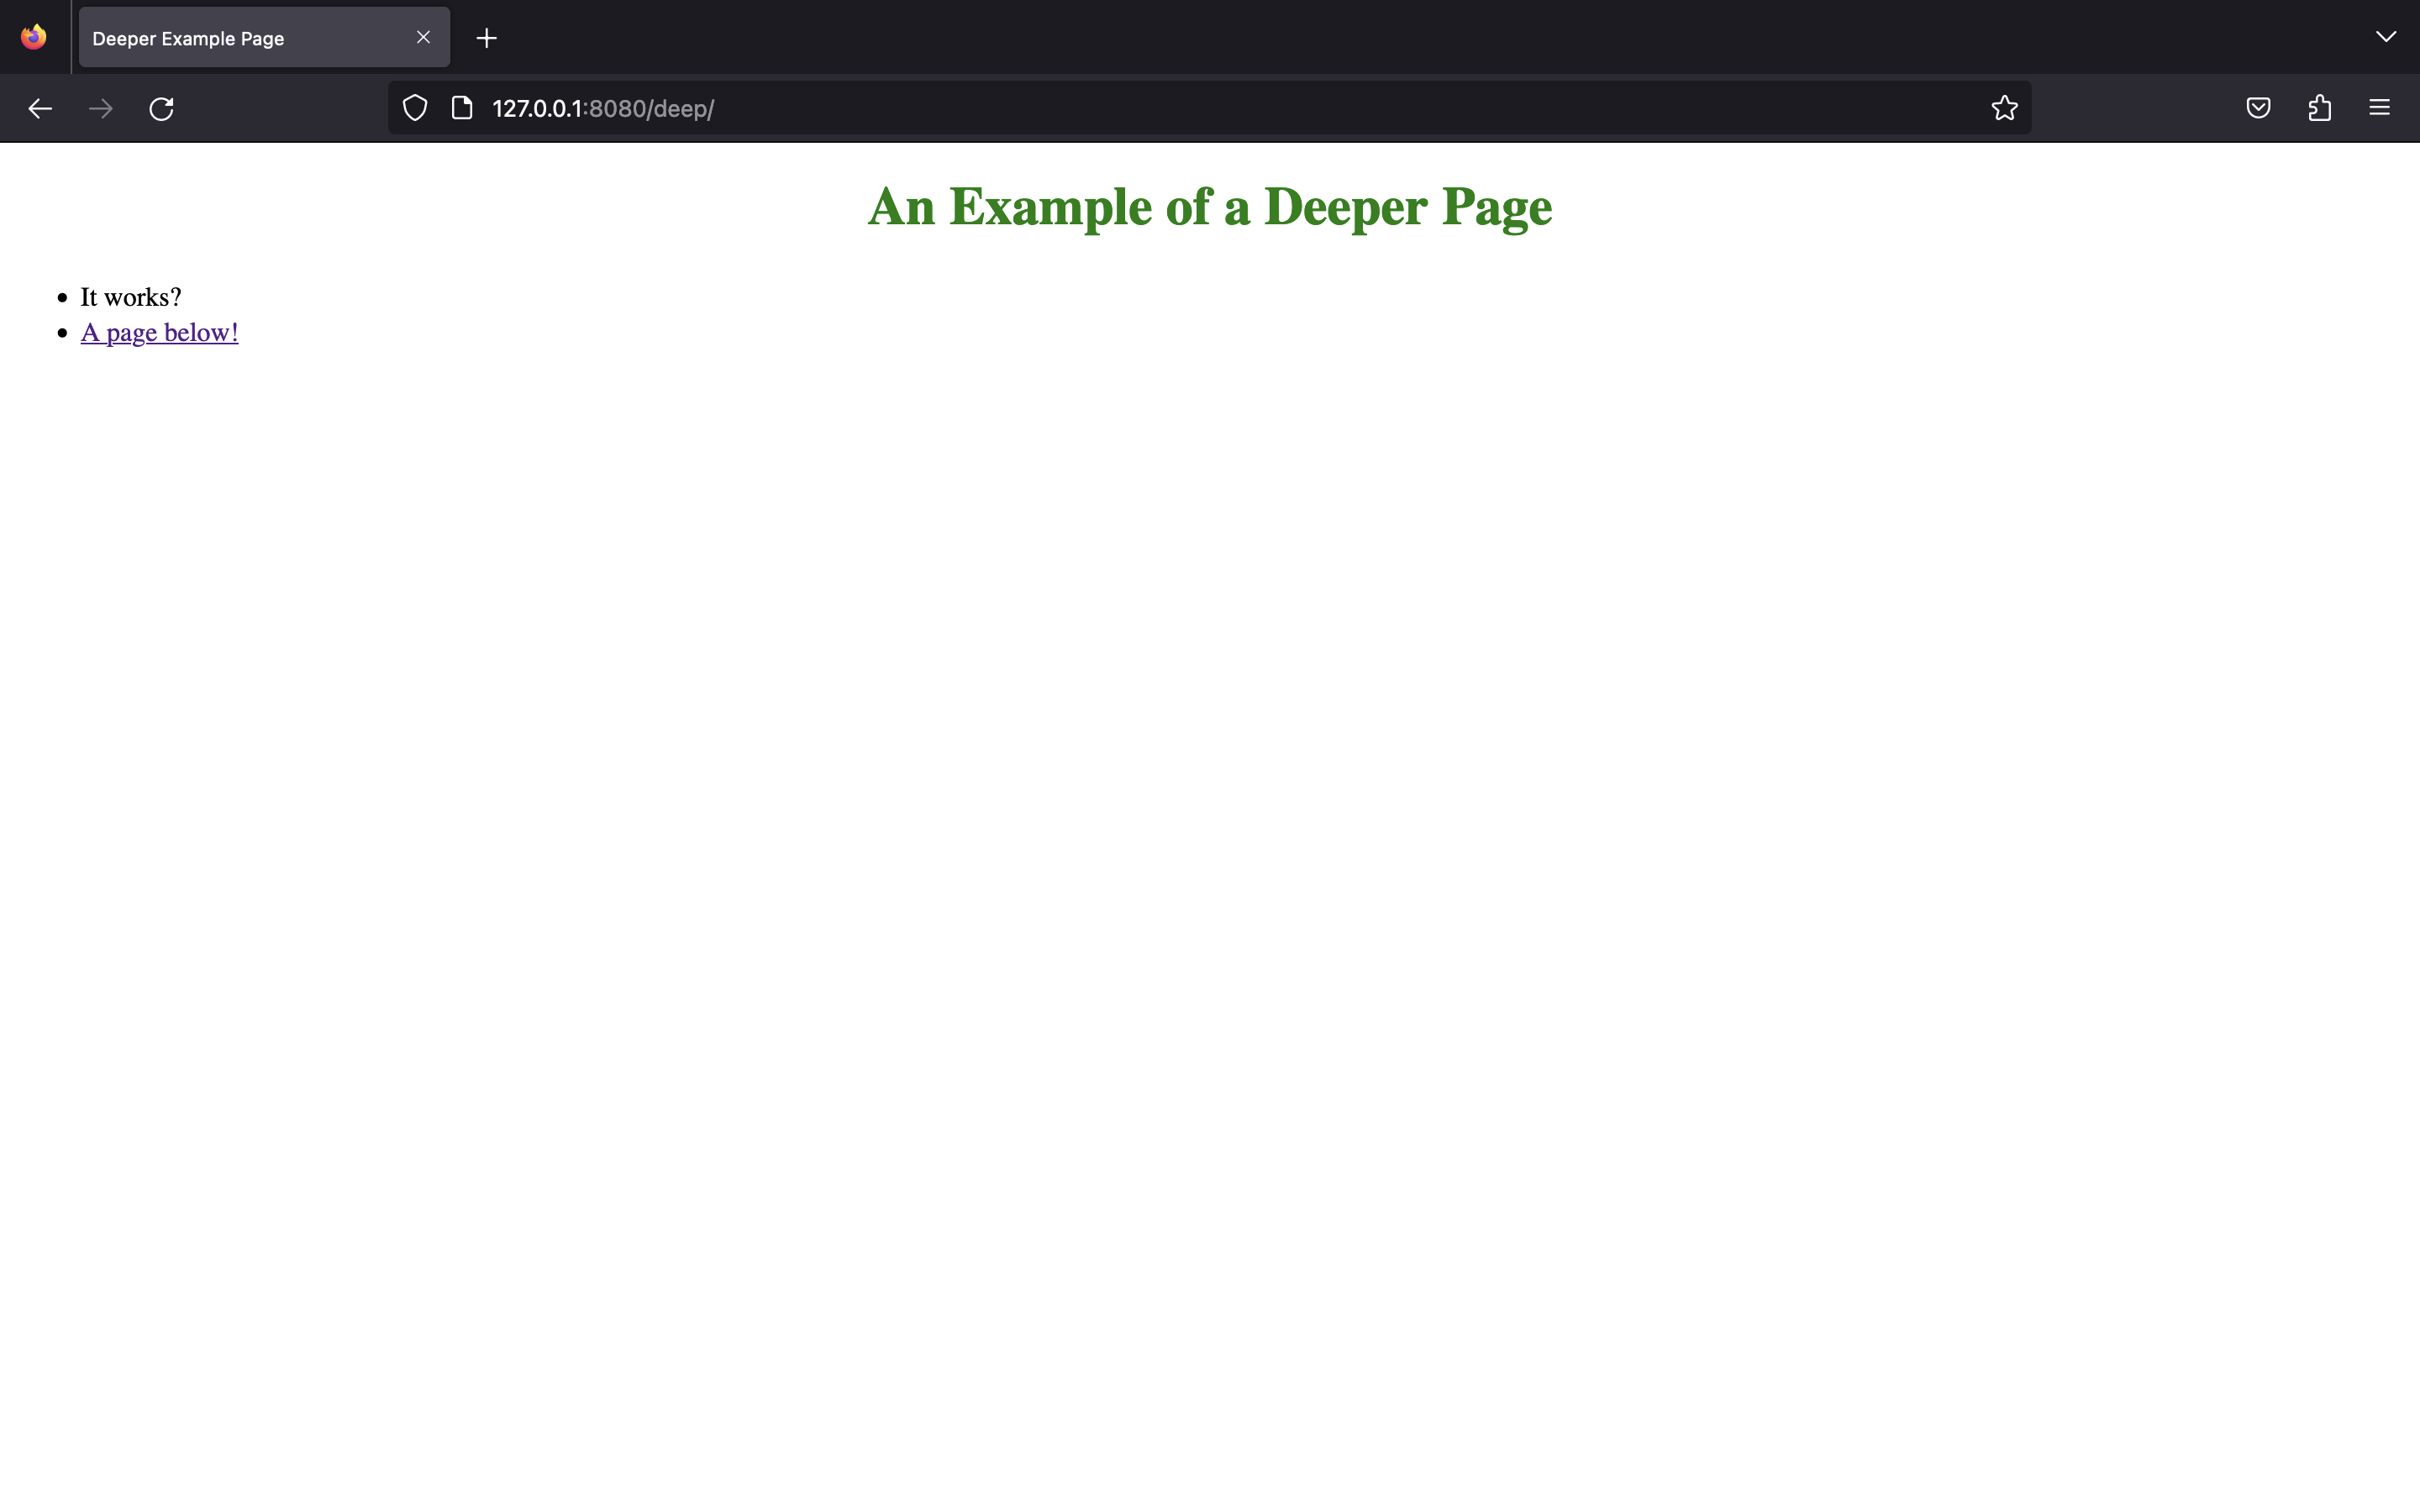 Deeper Example Page
127.0.0.1:8080/deep/
An Example of a Deeper Page
It works?
A page below!